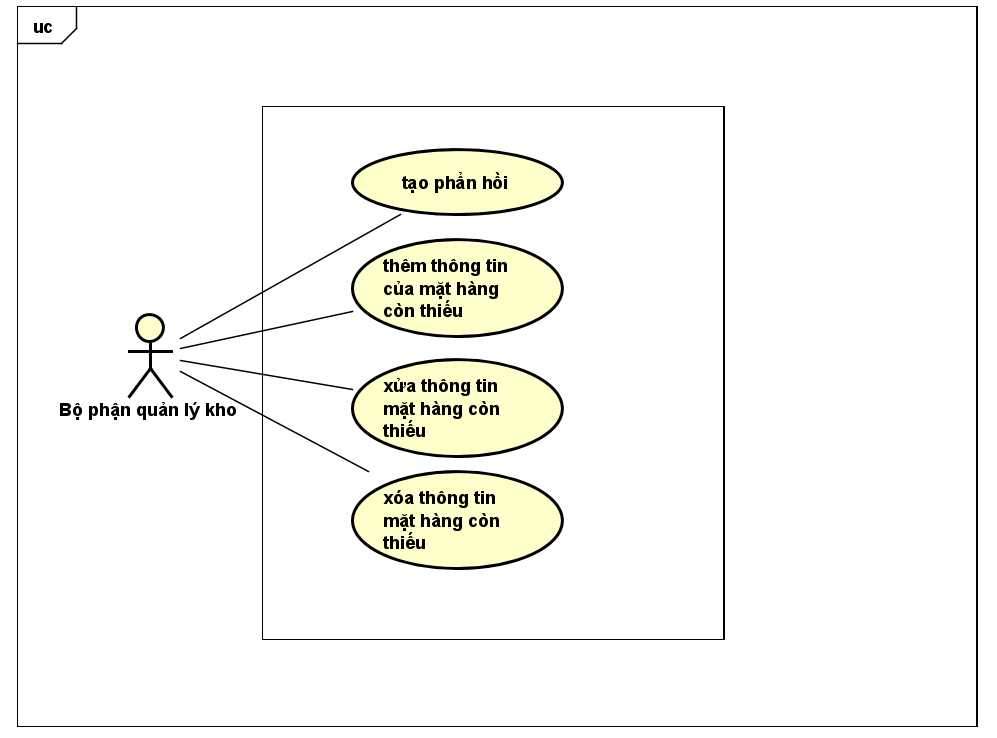 uc
tạo phẩn hồi
thêm thông tin
của mặt hàng
còn thiếu
xửa thông tin
mặt hàng còn
thiếu
Bộ phận quản lý kho
xóa thông tin
mặt hàng còn
thiếu